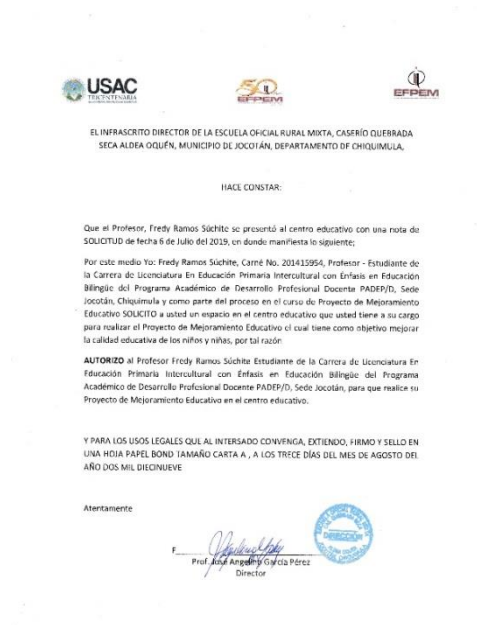 USAC
TRICENTENARIA
50
EFPEM
EFPEM
EL INFRASCRITO DIRECTOR DE LA ESCUELA OFICIAL RURAL MIXTA, CASERÍO QUEBRADA
SECA ALDEA OQUÉN, MUNICIPIO DE JOCOTÁN, DEPARTAMENTO DE CHIQUIMULA,
HACE CONSTAR:
Que el Profesor, Fredy Ramos Súchite se presentó al centro educativo con una nota de
SOLICITUD de fecha 6 de Julio del 2019, en donde manifiesta lo siguiente;
Por este medio Yo: Fredy Ramos Súchite, Carné No. 201415954, Profesor - Estudiante de
la Carrera de Licenciatura En Educación Primaria Intercultural con Énfasis en Educación
Bilingüe del Programa Académico de Desarrollo Profesional Docente PADEP/D, Sede
Jocotán, Chiquimula y como parte del proceso en el curso de Proyecto de Mejoramiento
Educativo SOLICITO a usted un espacio en el centro educativo que usted tiene a su cargo
para realizar el Proyecto de Mejoramiento Educativo el cual tiene como objetivo mejorar
la calidad educativa de los niños y niñas, por tal razón
AUTORIZO al Profesor Fredy Ramos Súchite Estudiante de la Carrera de Licenciatura En
Educación Primaria Intercultural con Énfasis en Educación Bilingüe del Programa
Académico de Desarrollo Profesional Docente PADEP/D, Sede Jocotán, para que realice su
Proyecto de Mejoramiento Educativo en el centro educativo.
Y PARA LOS USOS LEGALES QUE AL INTERSADO CONVENGA, EXTIENDO, FIRMO Y SELLO EN
UNA HOJA PAPEL BOND TAMAÑO CARTA A , A LOS TRECE DÍAS DEL MES DE AGOSTO DEL
AÑO DOS MIL DIECINUEVE
Atentamente
DIRECCION
F.
Prof. José Angelino García Pérez
Director